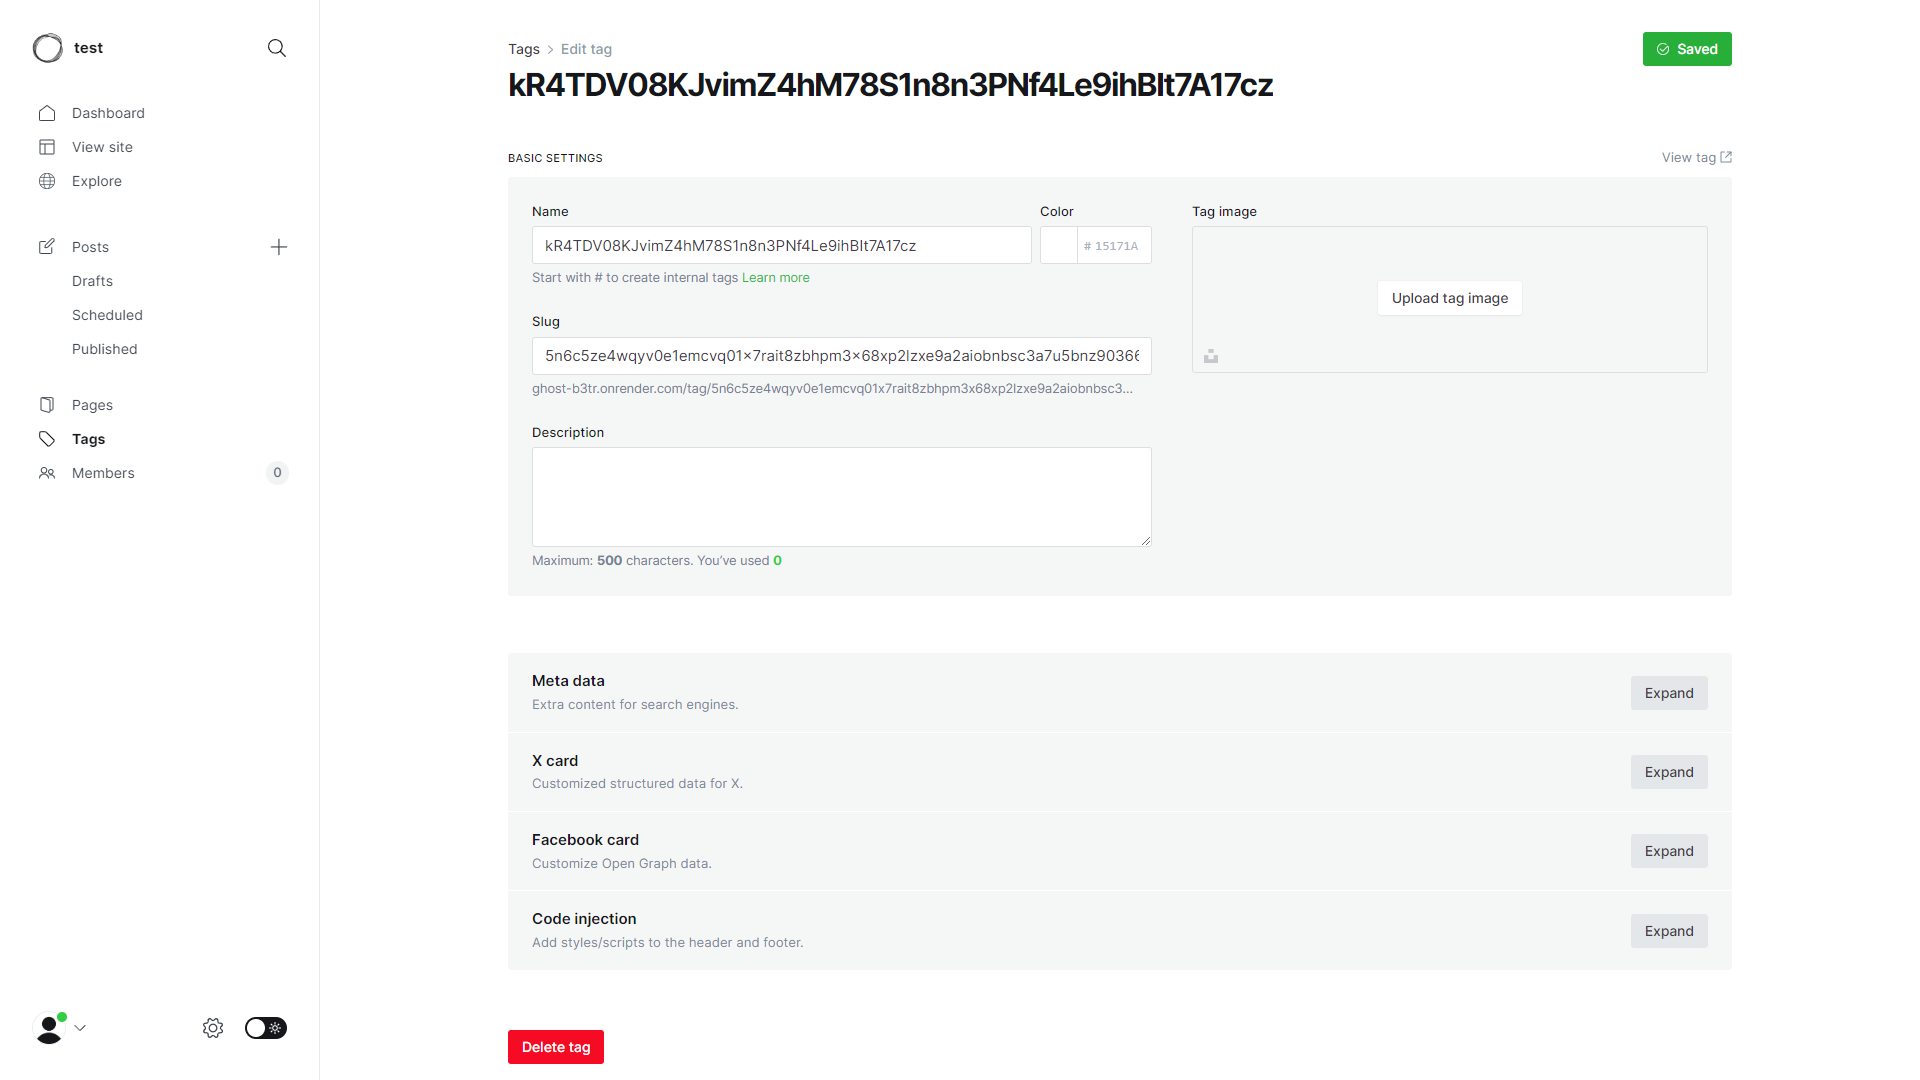 test
Dashboard
View site
Explore
Posts
Drafts
Scheduled
Published
Pages
Tags
Members
0
Tags > Edit tag
Saved
kR4TDV08KJvimZ4hM78S1n8n3PNf4Le9ihBIt7A17cz
BASIC SETTINGS
View tag
Name
Color
Tag image
kR4TDV08KJvimZ4hM78S1n8n3PNf4Le9ihBIt7A17cz
# 15171A
Start with # to create internal tags Learn more
Upload tag image
Slug
5n6c5ze4wqyv0e1emcvq01x7rait8zbhpm3x68xp2lzxe9a2aiobnbsc3a7u5bnz90366
ghost-b3tr.onrender.com/tag/5n6c5ze4wqyv0e1emcvq01x7rait8zbhpm3x68xp2lzxe9a2aiobnbsc3...
Description
Maximum: 500 characters. You’ve used 0
Meta data
Extra content for search engines.
Expand
X card
Customized structured data for X.
Expand
Facebook card
Customize Open Graph data.
Expand
Code injection
Add styles/scripts to the header and footer.
Expand
Delete tag